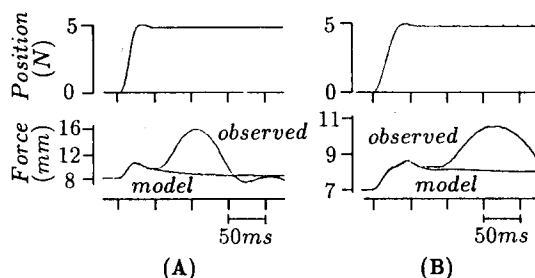 Position
(N)
5
0
5
0
Force
(mm)
16
12
8
observed
model
11
9
7
observed
model
50ms
50ms
(A)
(B)